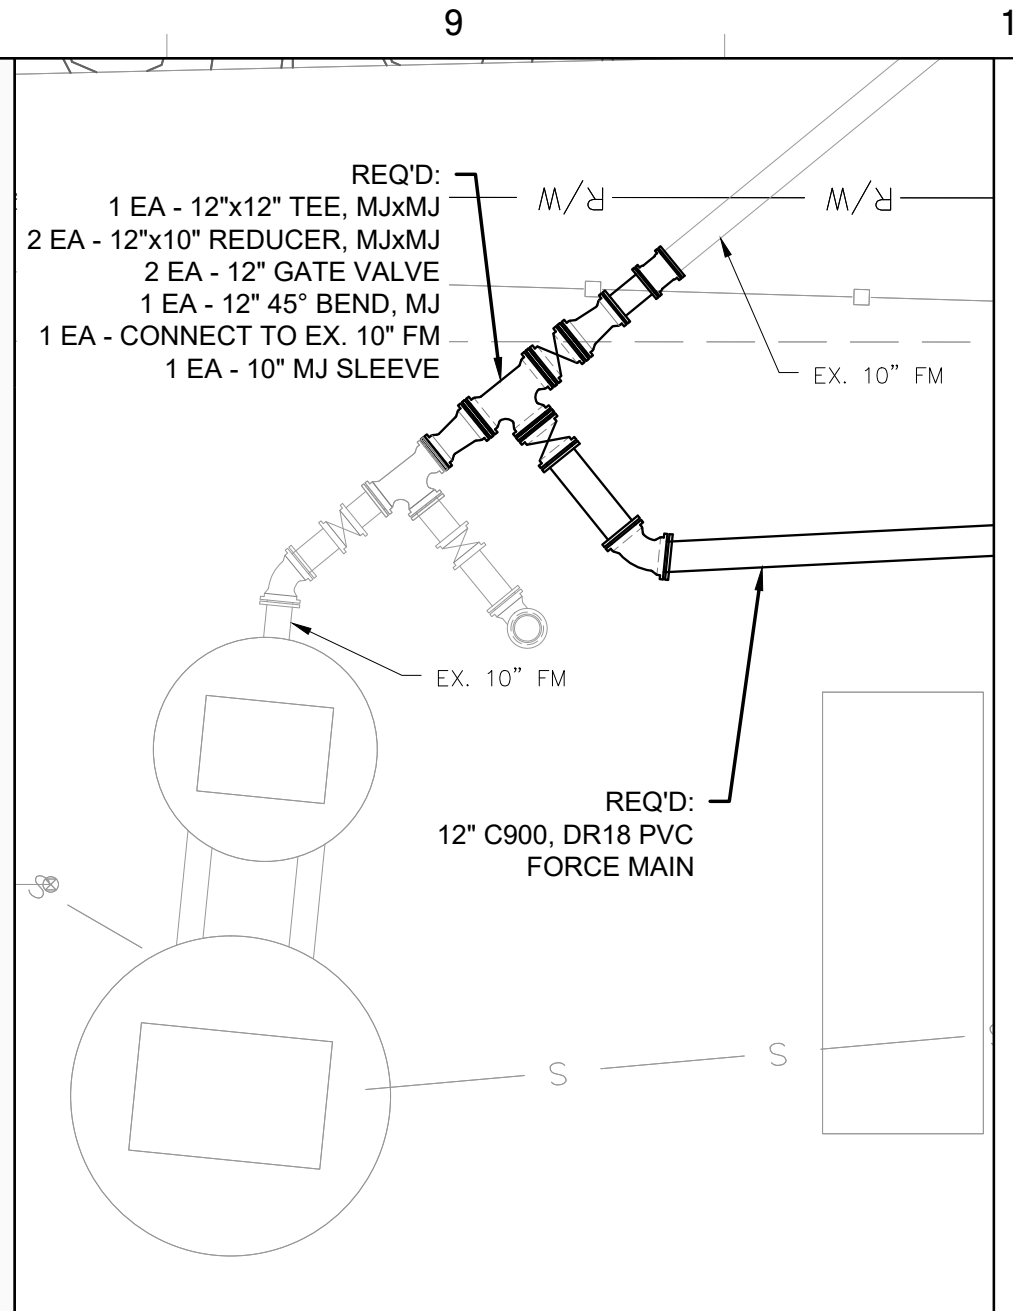 9
1
REQ'D:
1 EA - 12"x12" TEE, MJxMJ
2 EA - 12"x10" REDUCER, MJxMJ
2 EA - 12" GATE VALVE
1 EA - 12" 45° BEND, MJ
1 EA - CONNECT TO EX. 10" FM
1 EA - 10" MJ SLEEVE
R/W
R/W
EX. 10" FM
EX. 10" FM
REQ'D:
12" C900, DR18 PVC
FORCE MAIN
S
S
S
S